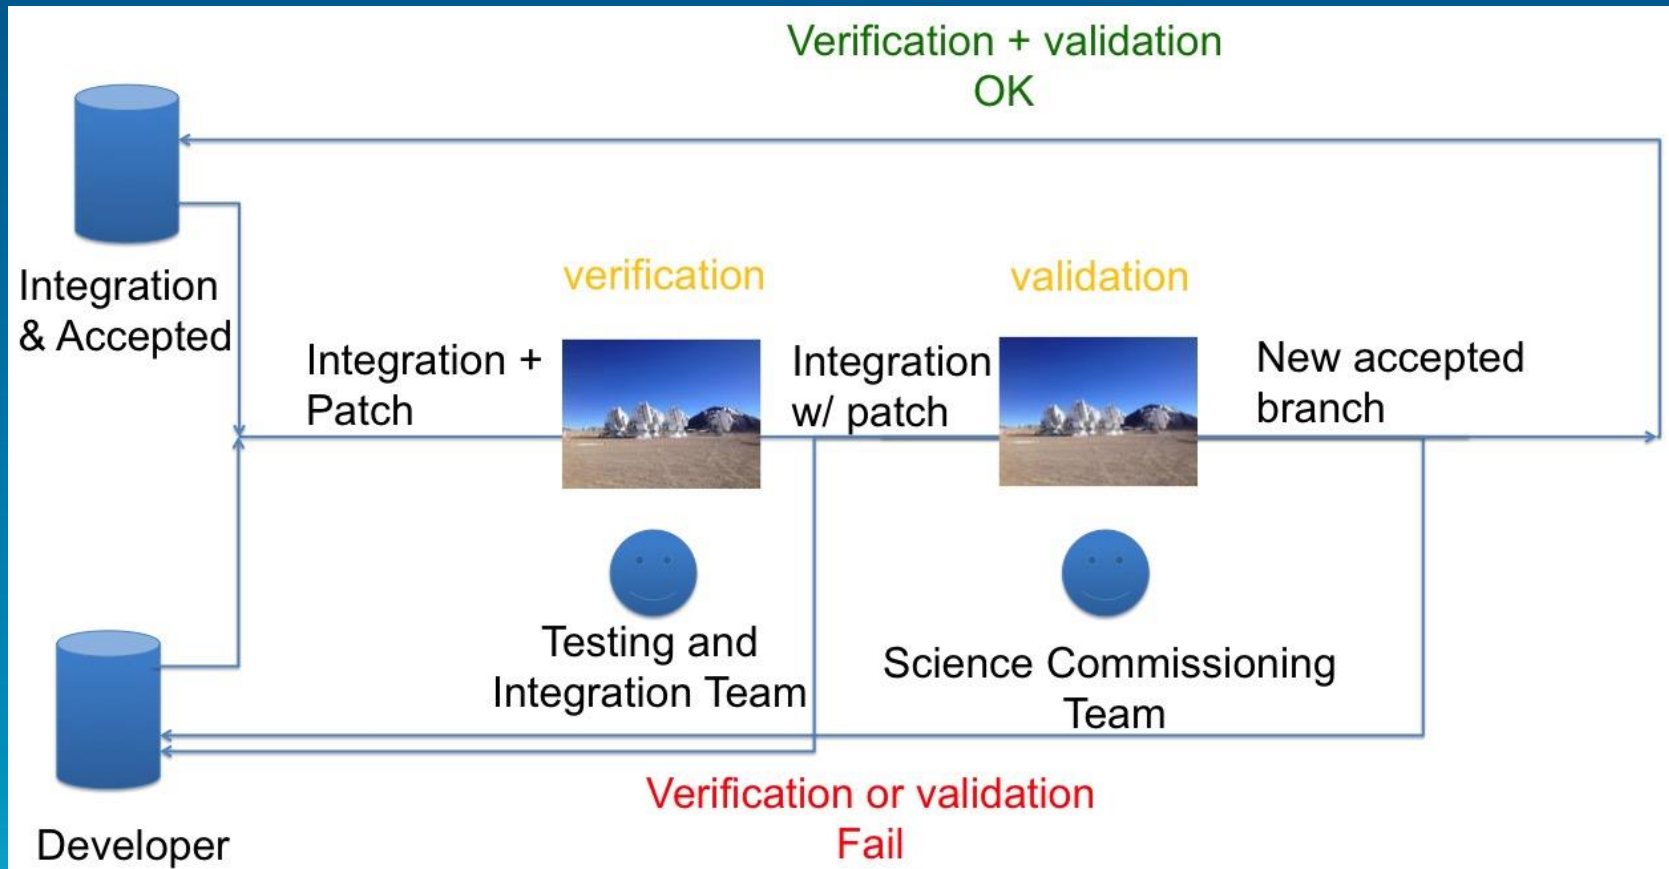 Verification + validation
OK
Integration
& Accepted
verification
validation
Integration +
Patch
Integration
w/ patch
New accepted
branch
Testing and
Integration Team
Science Commissioning
Team
Verification or validation
Fail
Developer